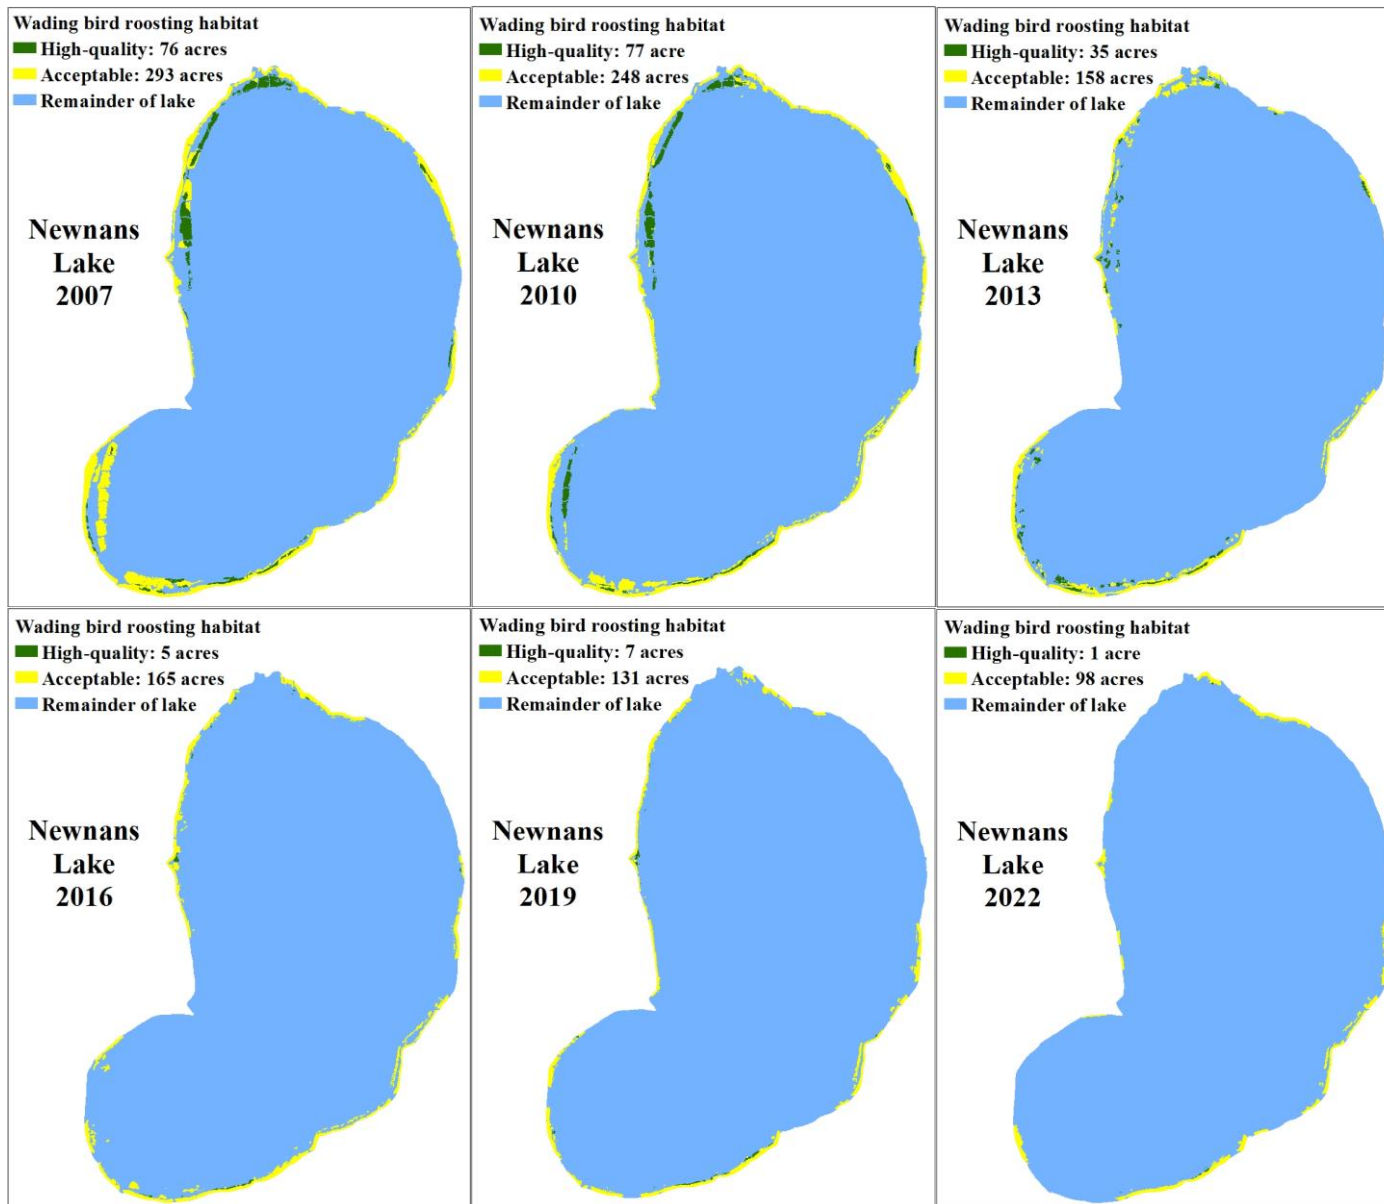 Wading bird roosting habitat
High-quality: 76 acres
Acceptable: 293 acres
Remainder of lake
Newnans
Lake
2007
Wading bird roosting habitat
High-quality: 77 acre
Acceptable: 248 acres
Remainder of lake
Newnans
Lake
2010
Wading bird roosting habitat
High-quality: 35 acres
Acceptable: 158 acres
Remainder of lake
Newnans
Lake
2013
Wading bird roosting habitat
High-quality: 5 acres
Acceptable: 165 acres
Remainder of lake
Newnans
Lake
2016
Wading bird roosting habitat
High-quality: 7 acres
Acceptable: 131 acres
Remainder of lake
Newnans
Lake
2019
Wading bird roosting habitat
High-quality: 1 acre
Acceptable: 98 acres
Remainder of lake
Newnans
Lake
2022